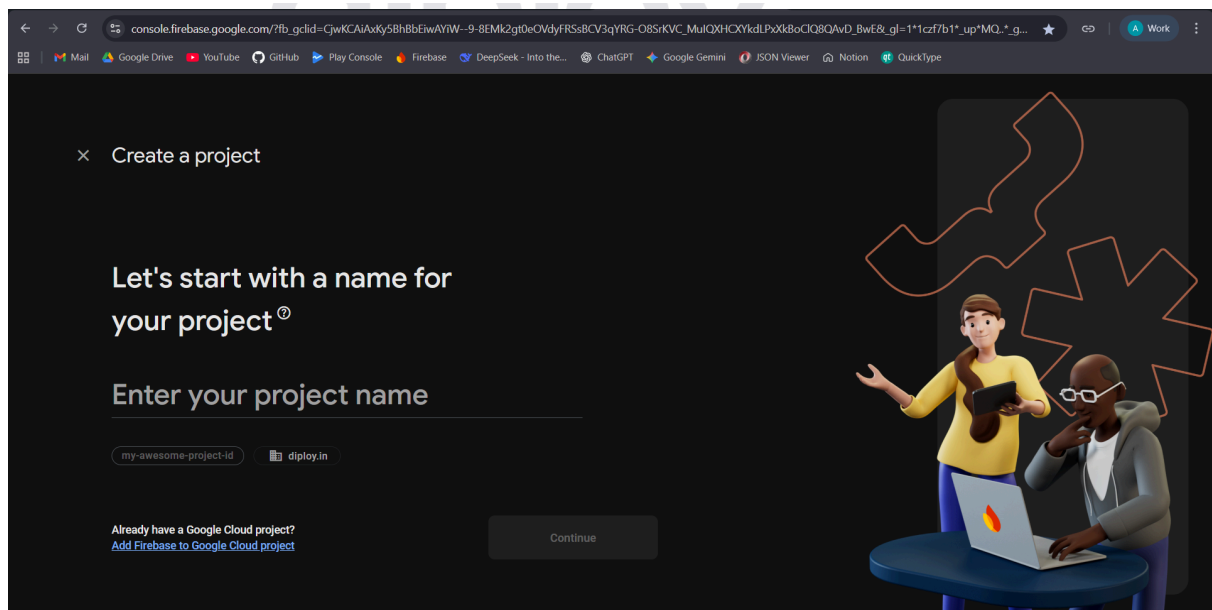 console.firebase.google.com/?fb_gclid=CjwKCAiAxKy5BhBbEiwAYiW--9-8EMk2gt0eOVdyFRSsBCV3qYRG-O8SrKVC_MulQXHCXYkdLPxXkBoClQ8QAvD_BwE&_gl=1*1czf7b1*_up*MQ..*_g...
Work
Mail Google Drive YouTube GitHub Play Console Firebase DeepSeek - Into the... ChatGPT Google Gemini JSON Viewer Notion QuickType
Create a project
Let's start with a name for
your project
Enter your project name
my-awesome-project-id diploy.in
Already have a Google Cloud project?
Add Firebase to Google Cloud project
Continue